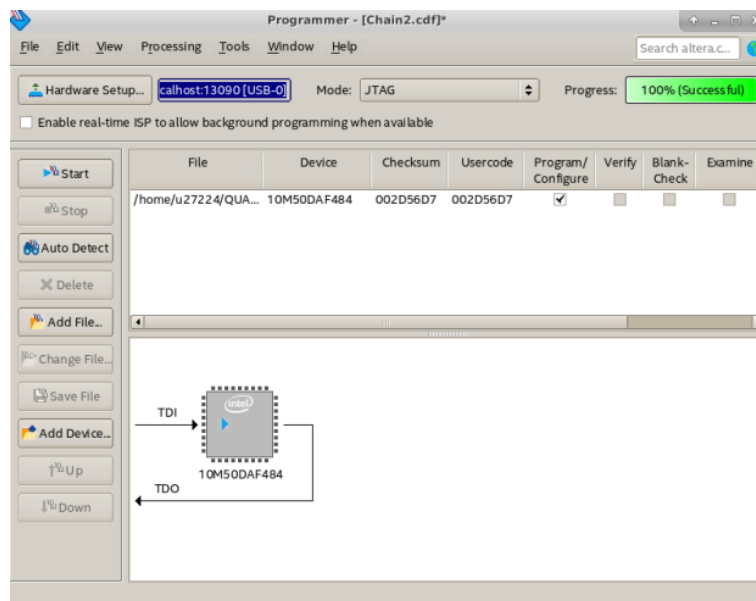 Programmer - [Chain2.cdf]*
File Edit View Processing Tools Window Help
Search altera.c...
Hardware Setup... calhost:13090 [USB-0] Mode: JTAG Progress: 100% (Successful)
Enable real-time ISP to allow background programming when available
Start
Stop
Auto Detect
Delete
Add File...
Change File...
Save File
Add Device...
Up
Down
File Device Checksum Usercode Program/ Configure Verify Blank- Check Examine
/home/u27224/QUA... 10M50DAF484 002D56D7 002D56D7
TDI
intel
10M50DAF484
TDO